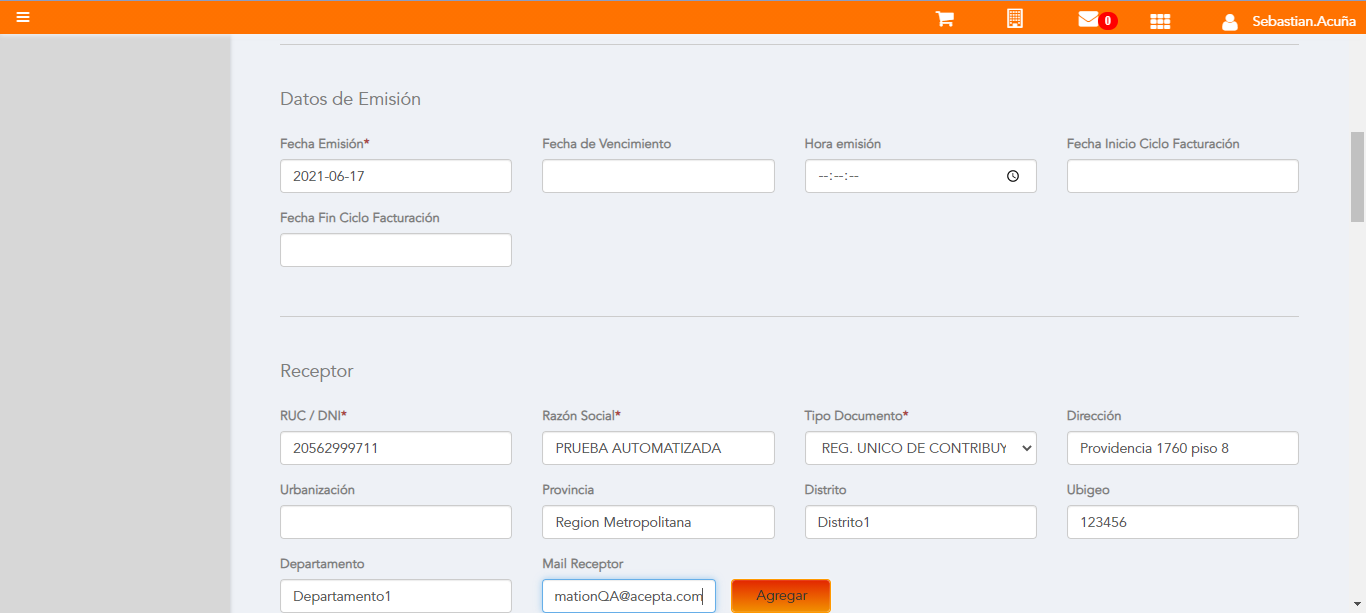 0
Sebastian.Acuña
Datos de Emisión
Fecha Emisión* Fecha de Vencimiento Hora emisión Fecha Inicio Ciclo Facturación
2021-06-17 --:--:--
Fecha Fin Ciclo Facturación
Receptor
RUC / DNI* Razón Social* Tipo Documento* Dirección
20562999711 PRUEBA AUTOMATIZADA REG. UNICO DE CONTRIBUY Providencia 1760 piso 8
Urbanización Provincia Distrito Ubigeo
Region Metropolitana Distrito1 123456
Departamento Mail Receptor
Departamento1 mationQA@acepta.com Agregar